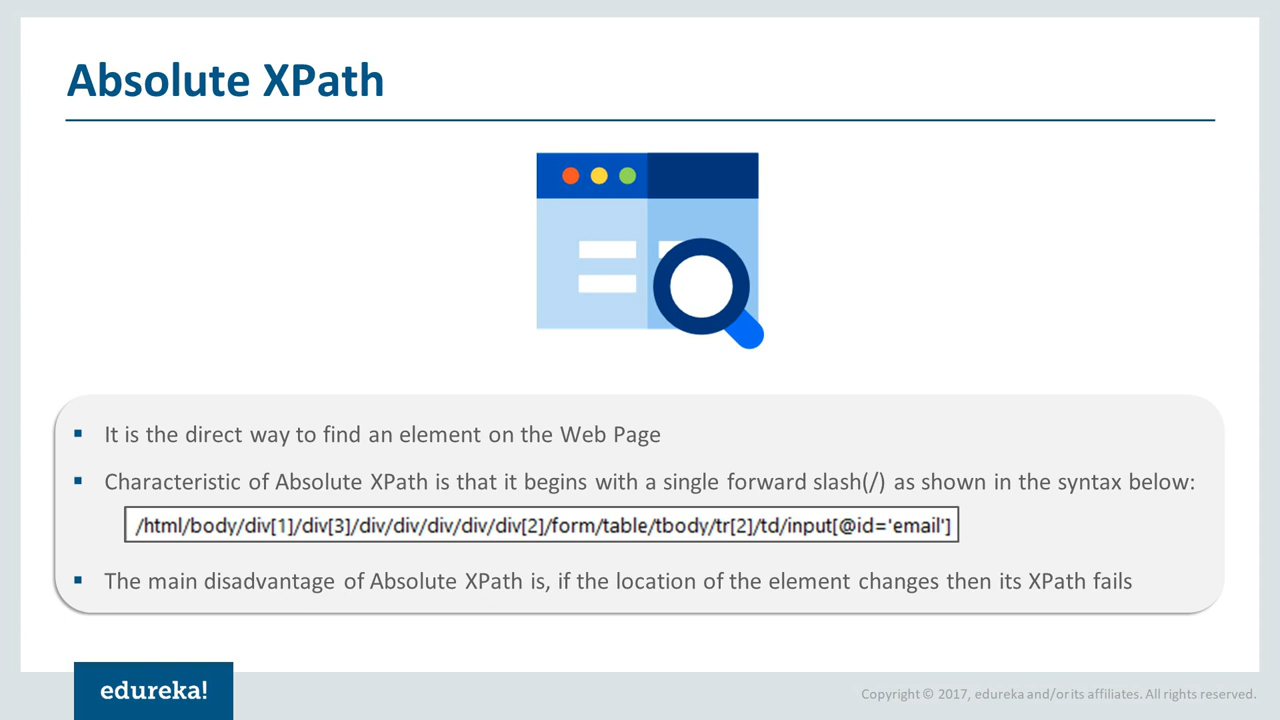 Absolute XPath
It is the direct way to find an element on the Web Page
Characteristic of Absolute XPath is that it begins with a single forward slash(/) as shown in the syntax below:
/html/body/div[1]/div[3]/div/div/div/div/div[2]/form/table/tbody/tr[2]/td/input[@id='email']
The main disadvantage of Absolute XPath is, if the location of the element changes then its XPath fails
edureka!
Copyright © 2017, edureka and/or its affiliates. All rights reserved.